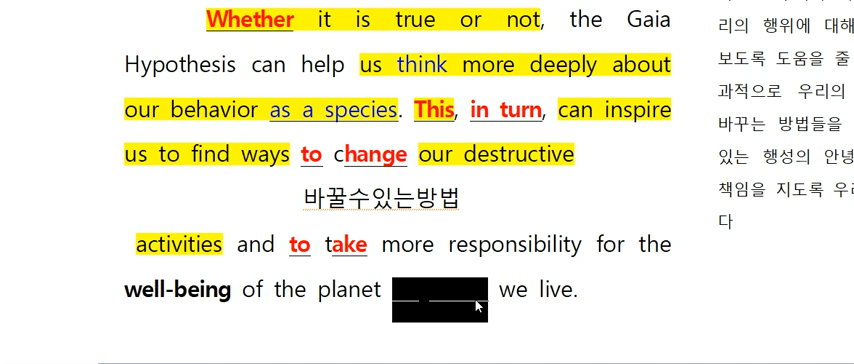 Whether it is true or not, the Gaia
Hypothesis can help us think more deeply about
our behavior as a species. This, in turn, can inspire
us to find ways to change our destructive
바꿀수있는방법
activities and to take more responsibility for the
well-being of the planet we live.
리의 행위에 대해
보도록 도움을 줄
과적으로 우리의
바꾸는 방법들을
있는 행성의 안녕
책임을 지도록 우리
다